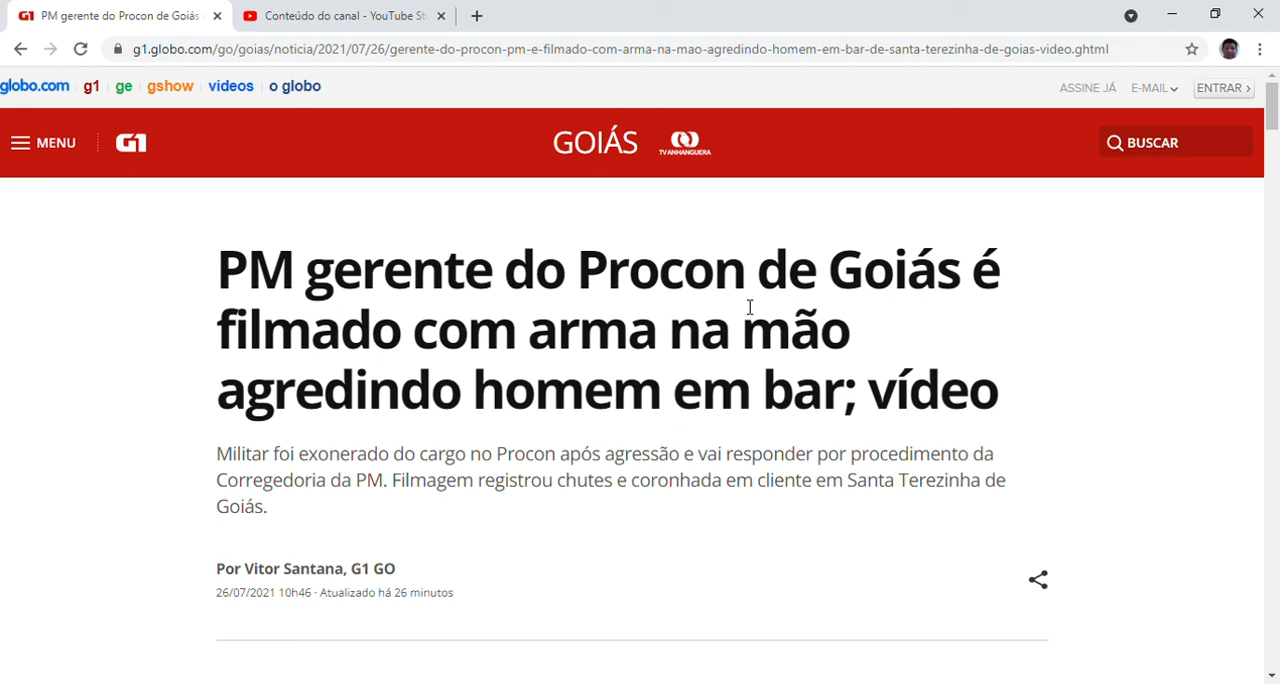 PM gerente do Procon de Goiás
Conteúdo do canal - YouTube St
g1.globo.com/go/goias/noticia/2021/07/26/gerente-do-procon-pm-e-filmado-com-arma-na-mao-agredindo-homem-em-bar-de-santa-terezinha-de-goias-video.ghtml
globo.com g1 ge gshow vídeos o globo
ASSINE JÁ E-MAIL ENTRAR ›
MENU G1 GOIÁS TV ANHANGUERA BUSCAR
PM gerente do Procon de Goiás é
filmado com arma na mão
agredindo homem em bar; vídeo
Militar foi exonerado do cargo no Procon após agressão e vai responder por procedimento da
Corregedoria da PM. Filmagem registrou chutes e coronhada em cliente em Santa Terezinha de
Goiás.
Por Vitor Santana, G1 GO
26/07/2021 10h46 · Atualizado há 26 minutos